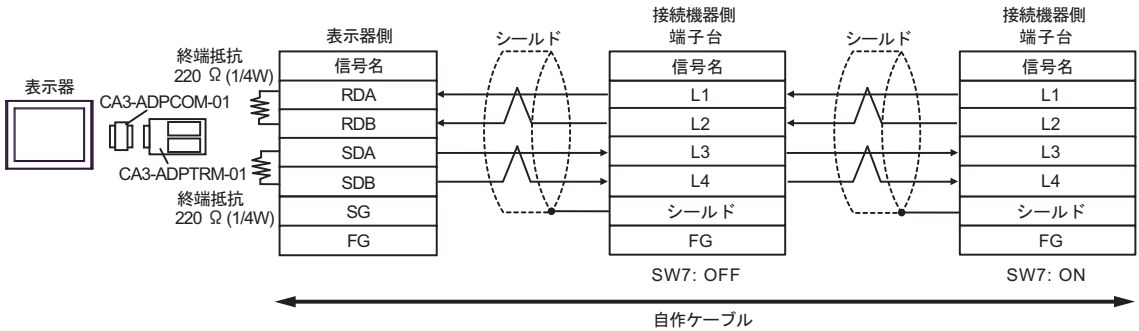 表示器
終端抵抗
220 Ω (1/4W)
CA3-ADPCOM-01
CA3-ADPTRM-01
終端抵抗
220 Ω (1/4W)
表示器側
信号名
RDA
RDB
SDA
SDB
SG
FG
シールド
接続機器側
端子台
信号名
L1
L2
L3
L4
シールド
FG
SW7: OFF
シールド
接続機器側
端子台
信号名
L1
L2
L3
L4
シールド
FG
SW7: ON
自作ケーブル